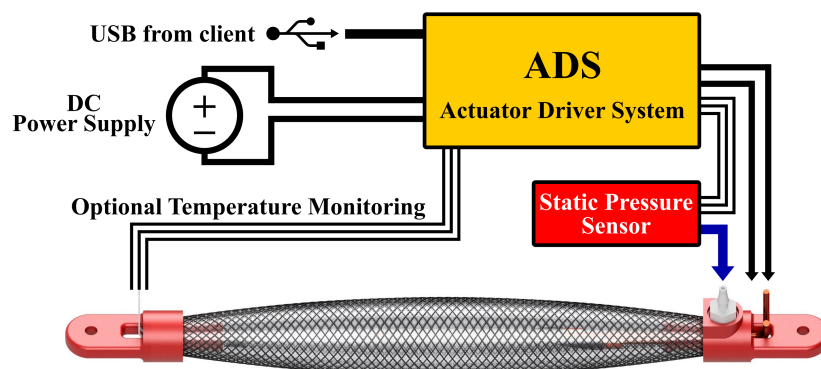 USB from client
ADS
Actuator Driver System
DC
Power Supply
+
−
Optional Temperature Monitoring
Static Pressure
Sensor